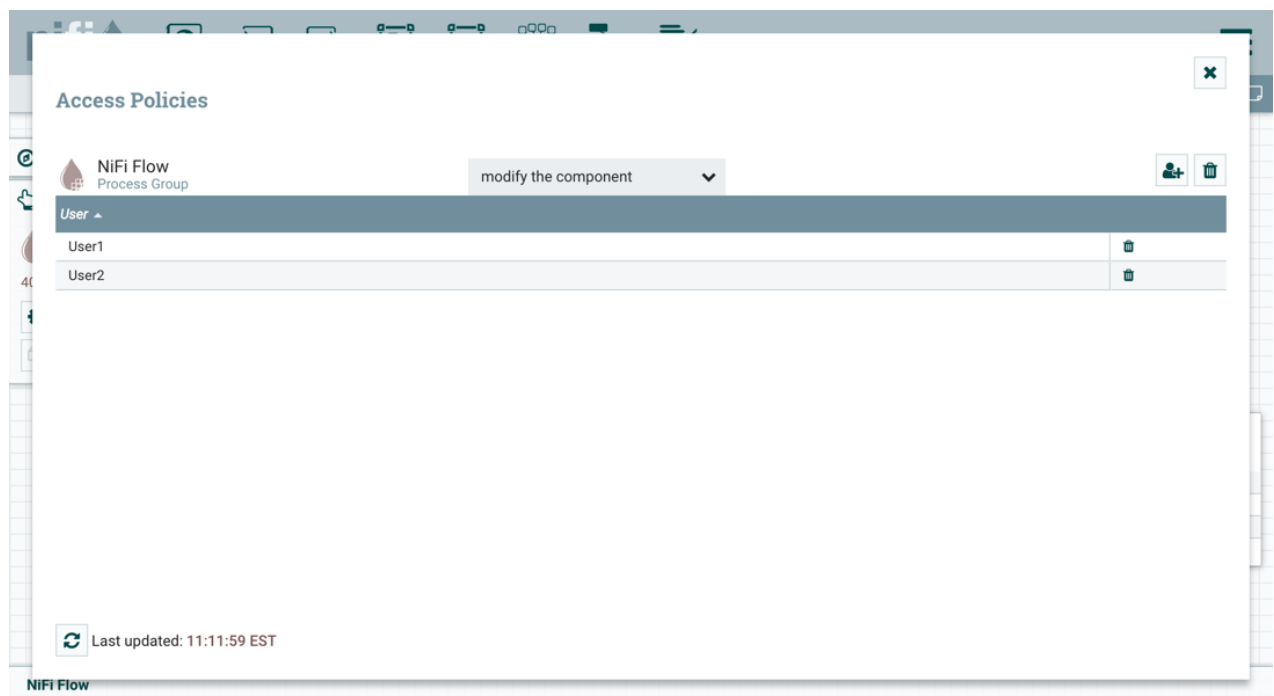 Access Policies
NiFi Flow
Process Group
modify the component
User
User1
User2
Last updated: 11:11:59 EST
NiFi Flow